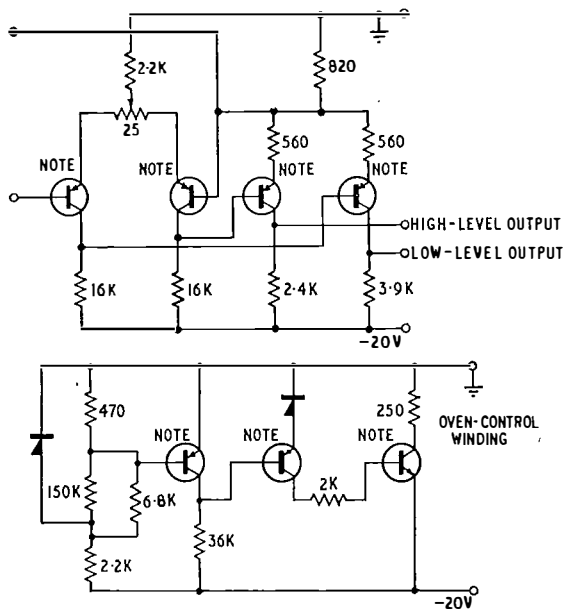 2·2K
820
25
560
560
NOTE
NOTE
NOTE
NOTE
HIGH-LEVEL OUTPUT
LOW-LEVEL OUTPUT
16K
16K
2·4K
3·9K
-20V
470
250
OVEN-CONTROL
WINDING
NOTE
NOTE
NOTE
150K
6·8K
2K
36K
2·2K
-20V